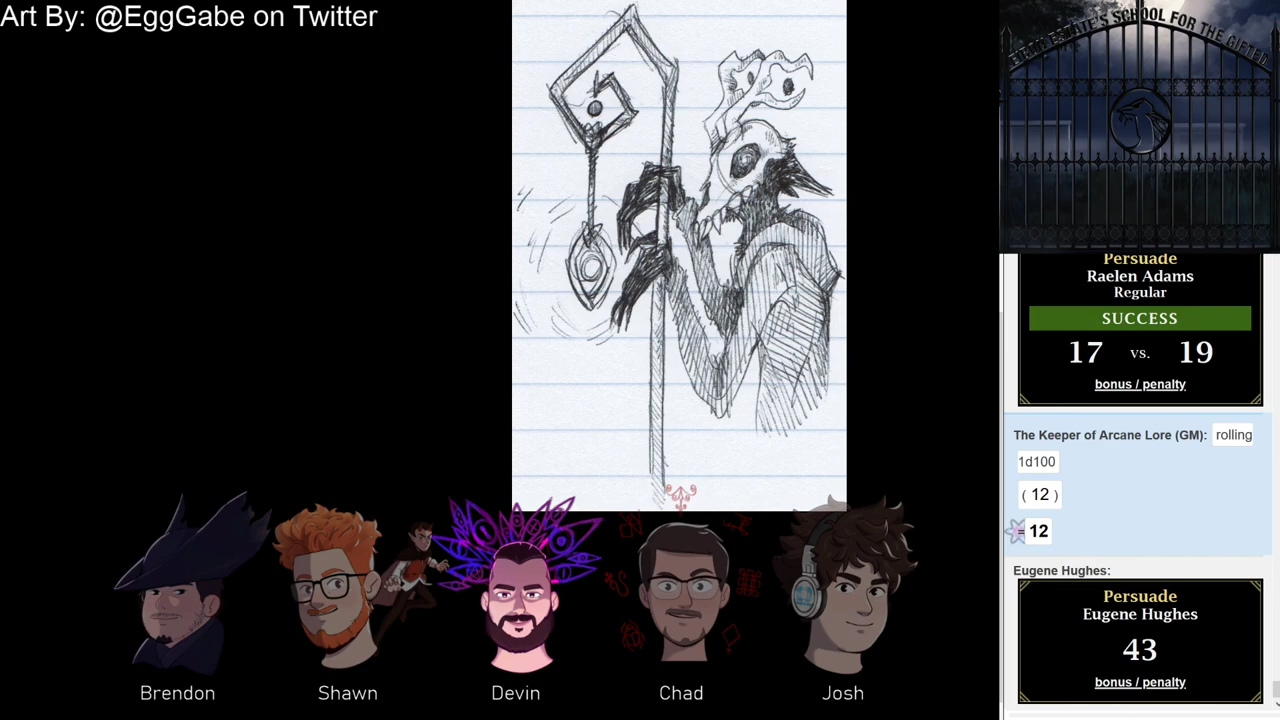 Art By: @EggGabe on Twitter
ESTATE'S SCHOOL FOR THE GIFTED
Persuade
Raelen Adams
Regular
SUCCESS
17 vs. 19
bonus / penalty
The Keeper of Arcane Lore (GM): rolling
1d100
( 12 )
= 12
Eugene Hughes:
Persuade
Eugene Hughes
43
bonus / penalty
Brendon
Shawn
Devin
Chad
Josh